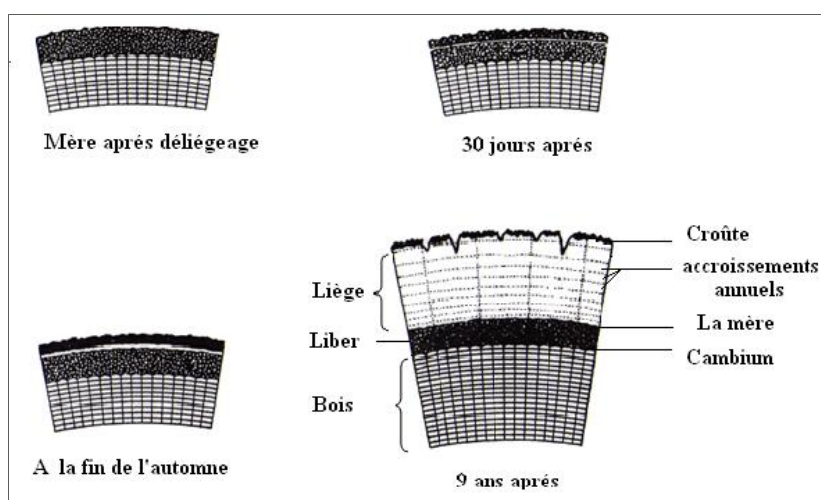 Mère aprés déliégeage
30 jours aprés
Croûte
accroissements
annuels
Liège
La mère
Liber
Cambium
Bois
A la fin de l'automne
9 ans aprés